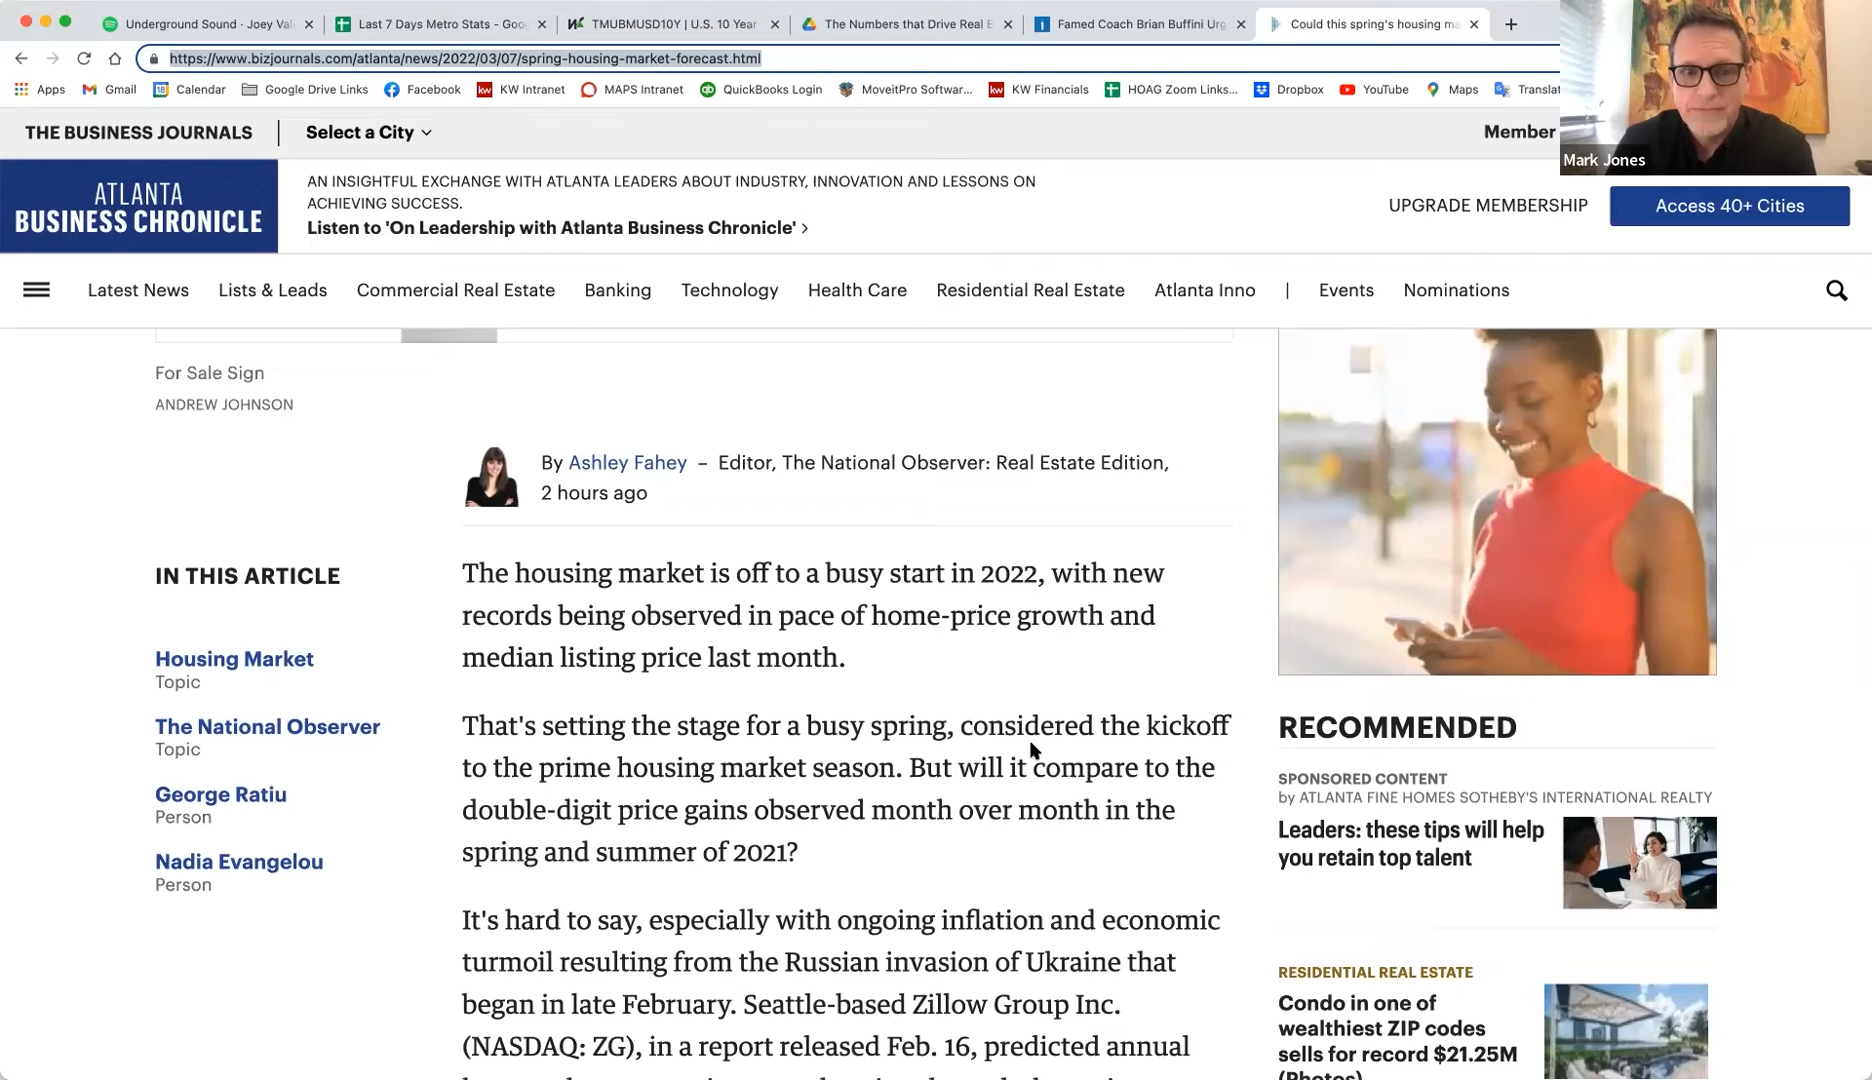 Underground Sound · Joey Val
Last 7 Days Metro Stats - Goo
TMUBMUSD10Y | U.S. 10 Year
The Numbers that Drive Real E
Famed Coach Brian Buffini Urg
Could this spring's housing ma
https://www.bizjournals.com/atlanta/news/2022/03/07/spring-housing-market-forecast.html
Apps
Gmail
Calendar
Google Drive Links
Facebook
KW Intranet
MAPS Intranet
QuickBooks Login
MoveitPro Softwar...
KW Financials
HOAG Zoom Links...
Dropbox
YouTube
Maps
Translat
Mark Jones
THE BUSINESS JOURNALS
Select a City
Member
ATLANTA
BUSINESS CHRONICLE
AN INSIGHTFUL EXCHANGE WITH ATLANTA LEADERS ABOUT INDUSTRY, INNOVATION AND LESSONS ON
ACHIEVING SUCCESS.
Listen to 'On Leadership with Atlanta Business Chronicle' >
UPGRADE MEMBERSHIP
Access 40+ Cities
Latest News
Lists & Leads
Commercial Real Estate
Banking
Technology
Health Care
Residential Real Estate
Atlanta Inno
|
Events
Nominations
For Sale Sign
ANDREW JOHNSON
By Ashley Fahey – Editor, The National Observer: Real Estate Edition,
2 hours ago
IN THIS ARTICLE
Housing Market
Topic
The National Observer
Topic
George Ratiu
Person
Nadia Evangelou
Person
The housing market is off to a busy start in 2022, with new
records being observed in pace of home-price growth and
median listing price last month.
That's setting the stage for a busy spring, considered the kickoff
to the prime housing market season. But will it compare to the
double-digit price gains observed month over month in the
spring and summer of 2021?
It's hard to say, especially with ongoing inflation and economic
turmoil resulting from the Russian invasion of Ukraine that
began in late February. Seattle-based Zillow Group Inc.
(NASDAQ: ZG), in a report released Feb. 16, predicted annual
RECOMMENDED
SPONSORED CONTENT
by ATLANTA FINE HOMES SOTHEBY'S INTERNATIONAL REALTY
Leaders: these tips will help
you retain top talent
RESIDENTIAL REAL ESTATE
Condo in one of
wealthiest ZIP codes
sells for record $21.25M
(Photos)